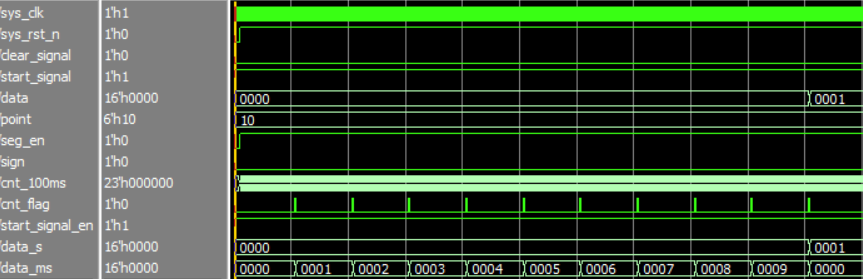 /sys_clk 1'h1
/sys_rst_n 1'h0
/clear_signal 1'h0
/start_signal 1'h1
/data 16'h0000 0000 0001
/point 6'h10 10
/seg_en 1'h0
/sign 1'h0
/cnt_100ms 23'h000000
/cnt_flag 1'h0
/start_signal_en 1'h1
/data_s 16'h0000 0000 0001
/data_ms 16'h0000 0000 0001 0002 0003 0004 0005 0006 0007 0008 0009 0000